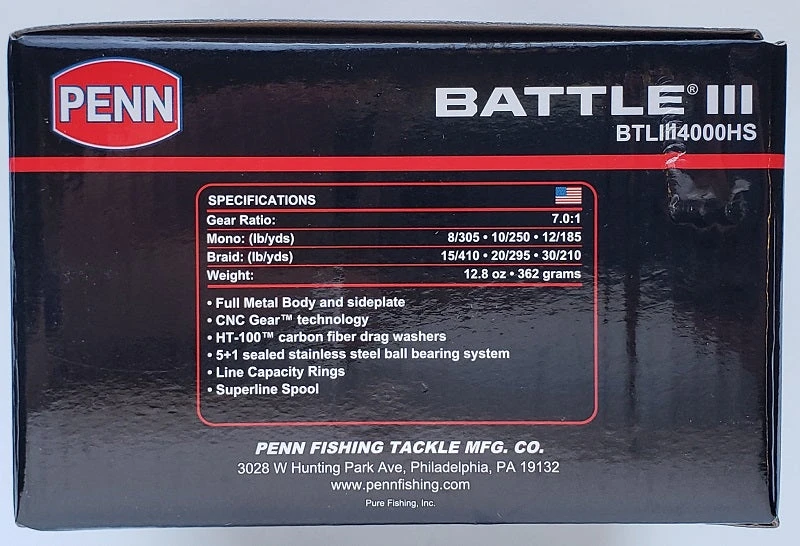 PENN
BATTLE® III
BTLIII4000HS
SPECIFICATIONS
Gear Ratio: 7.0:1
Mono: (lb/yds) 8/305 • 10/250 • 12/185
Braid: (lb/yds) 15/410 • 20/295 • 30/210
Weight: 12.8 oz • 362 grams
• Full Metal Body and sideplate
• CNC Gear™ technology
• HT-100™ carbon fiber drag washers
• 5+1 sealed stainless steel ball bearing system
• Line Capacity Rings
• Superline Spool
PENN FISHING TACKLE MFG. CO.
3028 W Hunting Park Ave, Philadelphia, PA 19132
www.pennfishing.com
Pure Fishing, Inc.